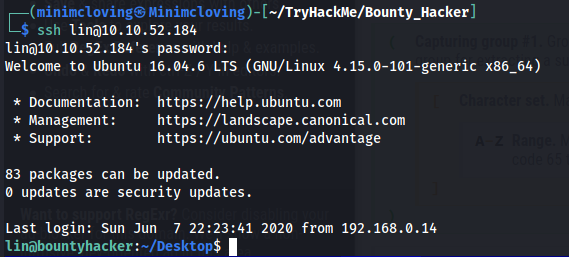 ┌──(minimcloving㉿Minimcloving)-[~/TryHackMe/Bounty_Hacker]
└─$ ssh lin@10.10.52.184
lin@10.10.52.184's password:
Welcome to Ubuntu 16.04.6 LTS (GNU/Linux 4.15.0-101-generic x86_64)
* Documentation: https://help.ubuntu.com
* Management: https://landscape.canonical.com
* Support: https://ubuntu.com/advantage
83 packages can be updated.
0 updates are security updates.
Last login: Sun Jun 7 22:23:41 2020 from 192.168.0.14
lin@bountyhacker:~/Desktop$